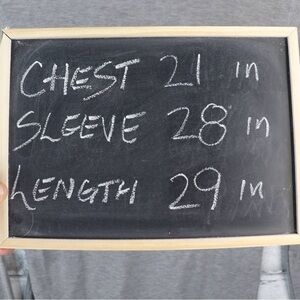 CHEST 21 in
SLEEVE 28 in
LENGTH 29 in